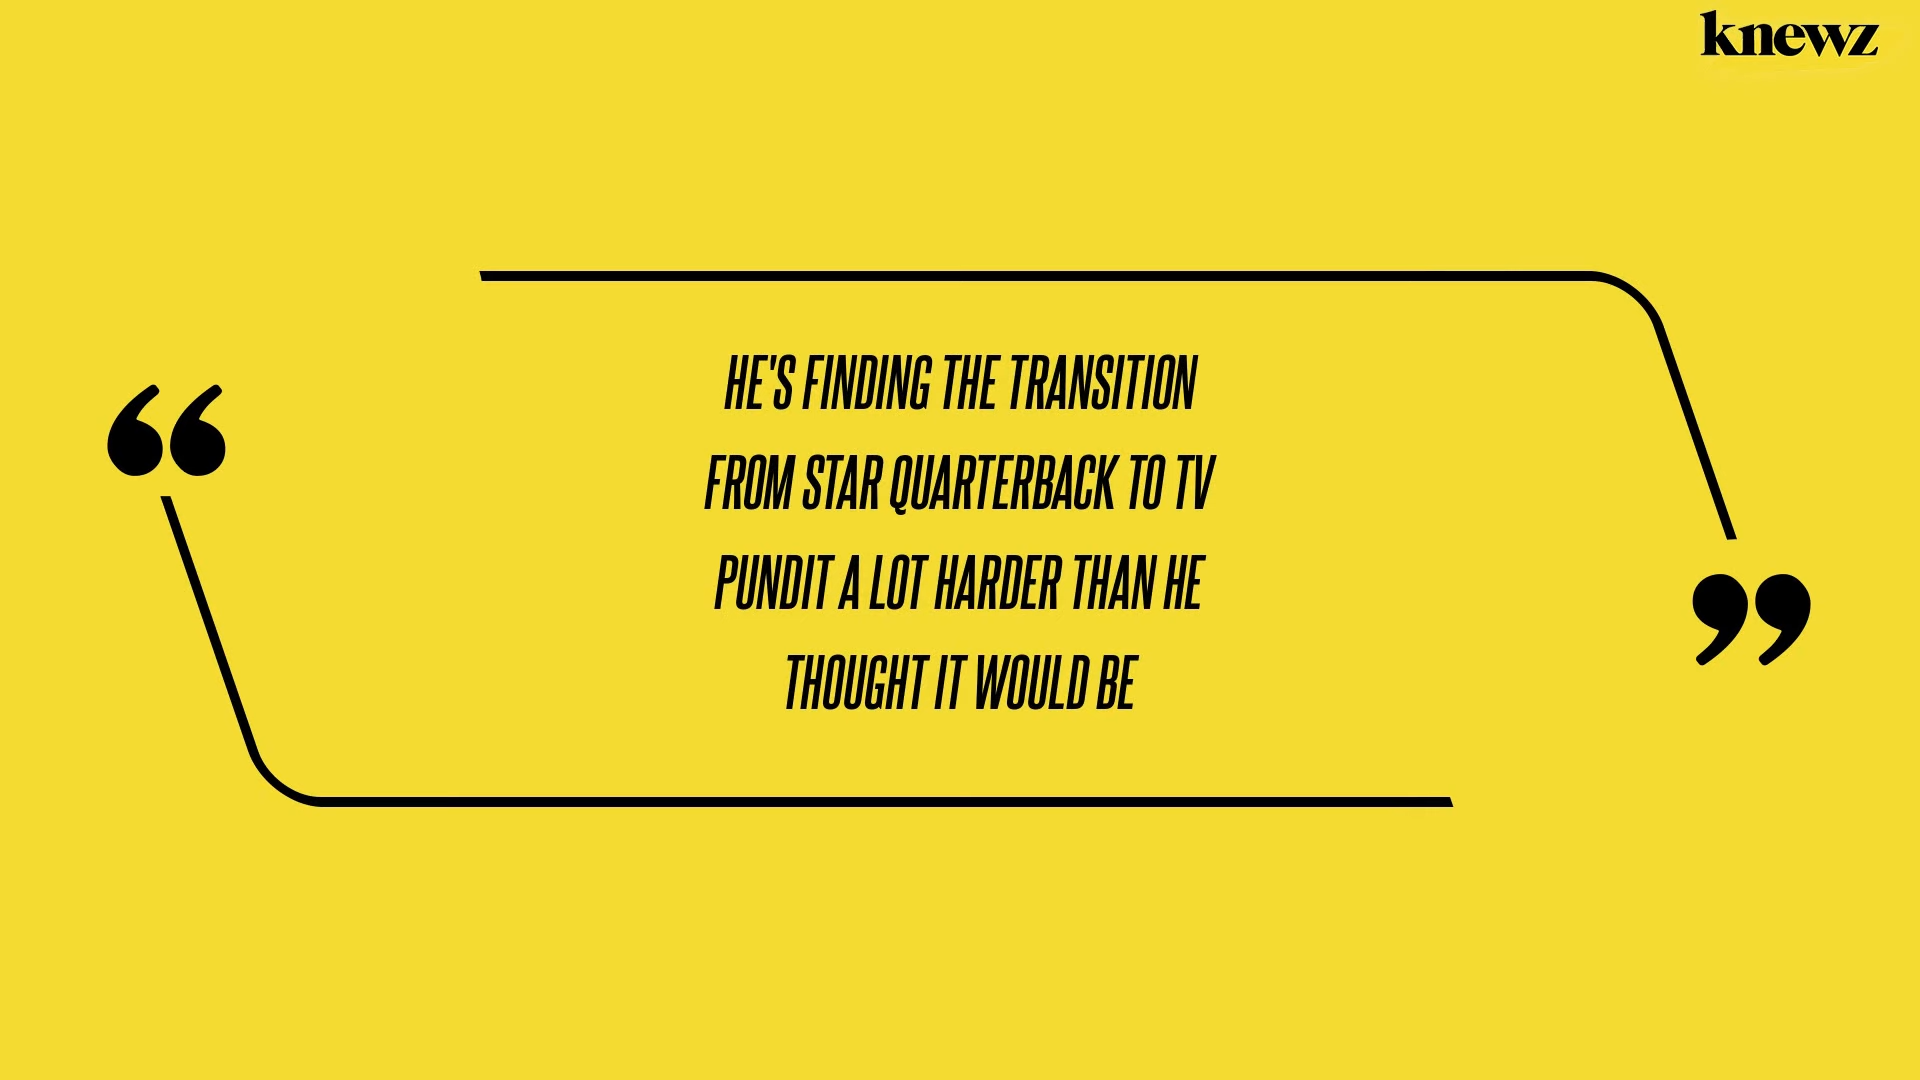 knewz
HE'S FINDING THE TRANSITION
FROM STAR QUARTERBACK TO TV
PUNDIT A LOT HARDER THAN HE
THOUGHT IT WOULD BE